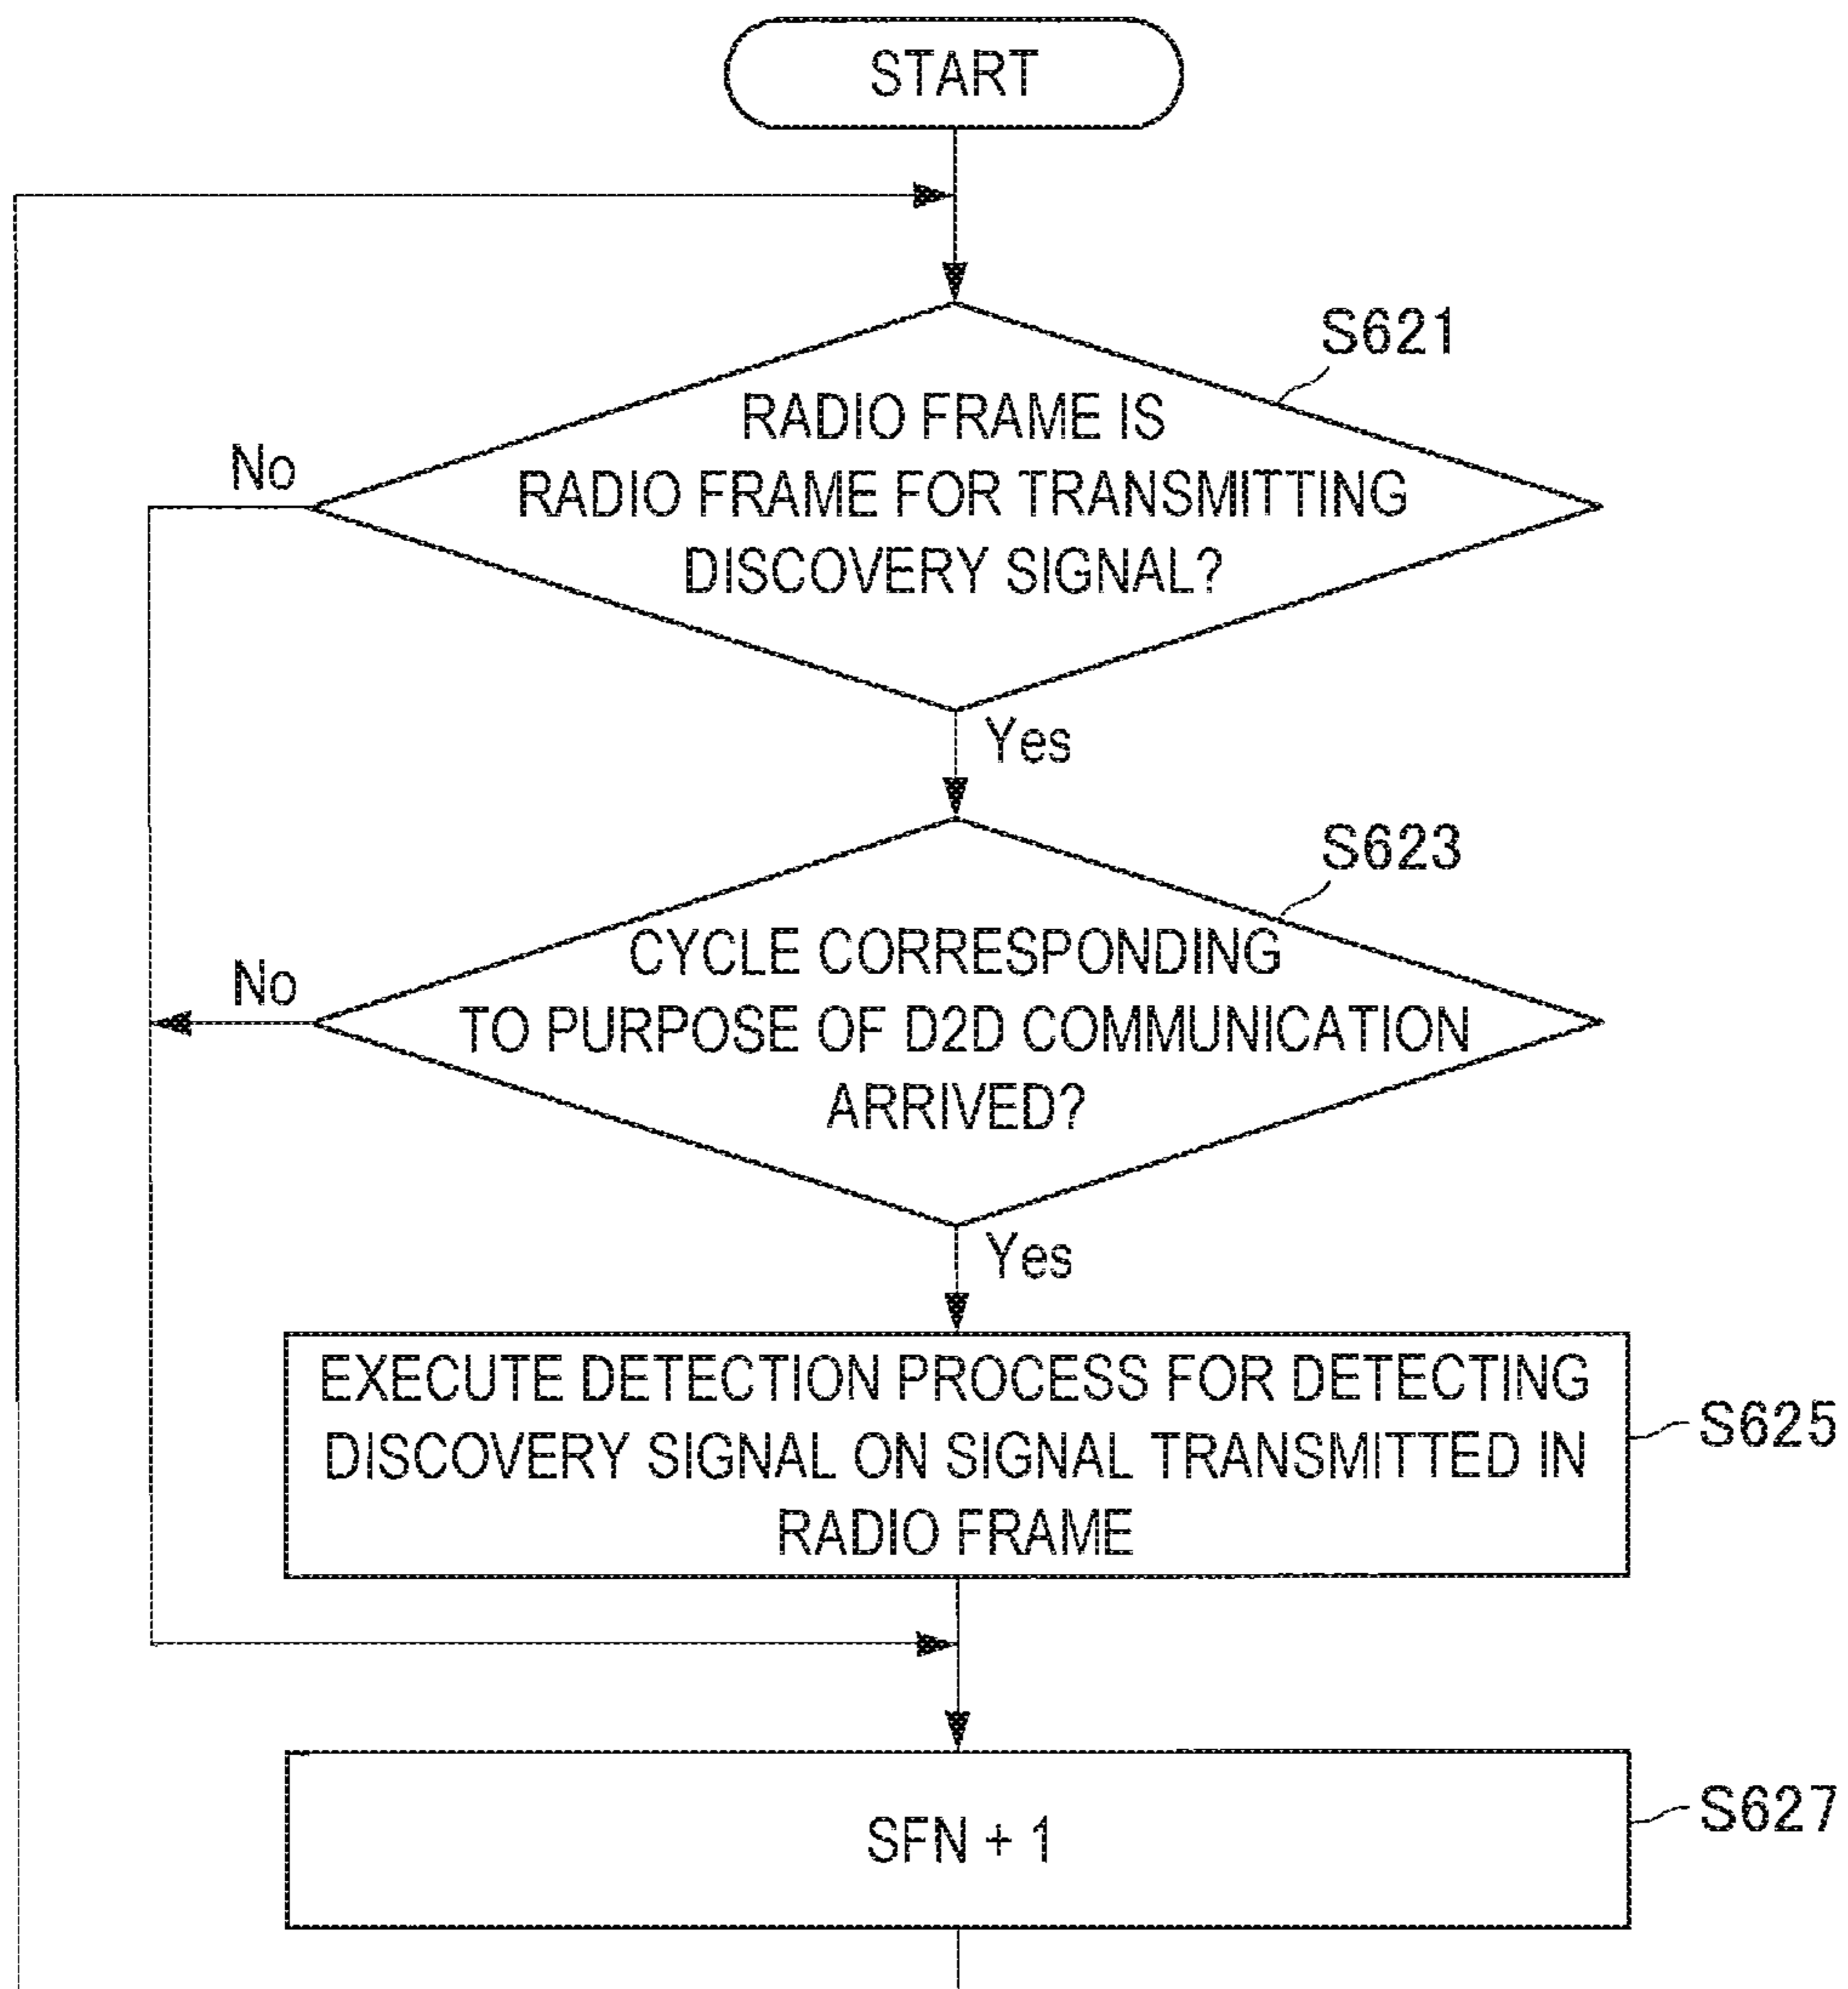 START
S621
RADIO FRAME IS
RADIO FRAME FOR TRANSMITTING
DISCOVERY SIGNAL?
No
Yes
S623
CYCLE CORRESPONDING
TO PURPOSE OF D2D COMMUNICATION
ARRIVED?
No
Yes
EXECUTE DETECTION PROCESS FOR DETECTING
DISCOVERY SIGNAL ON SIGNAL TRANSMITTED IN
RADIO FRAME
S625
SFN + 1
S627